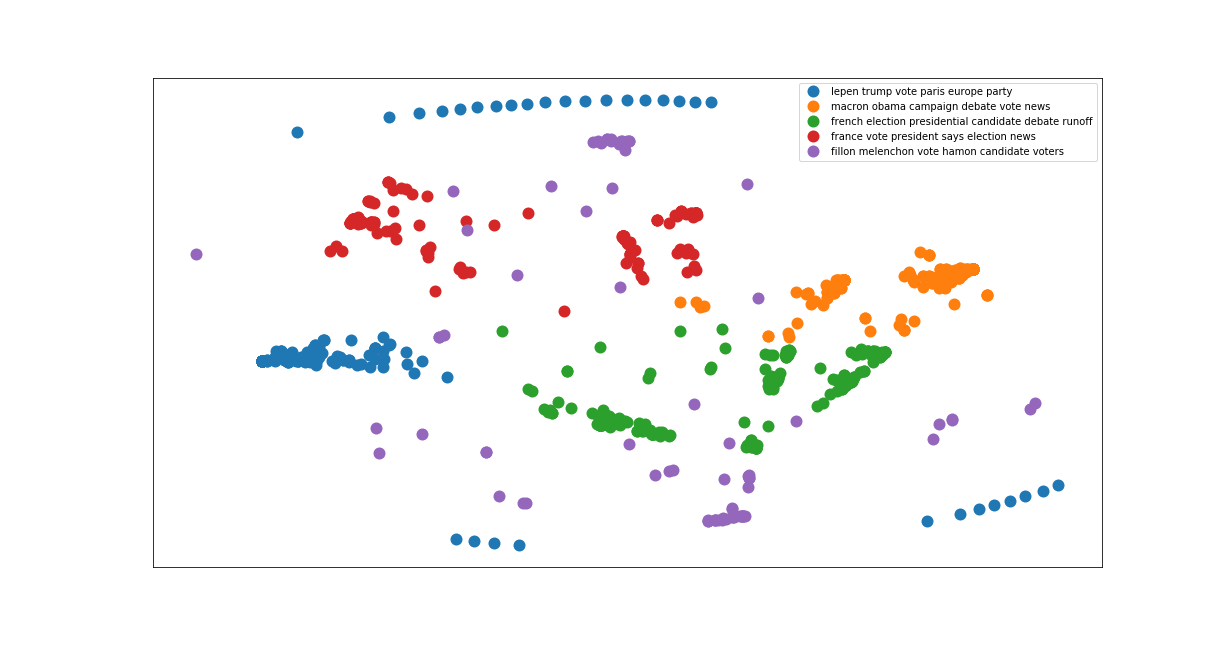 lepen trump vote paris europe party
macron obama campaign debate vote news
french election presidential candidate debate runoff
france vote president says election news
fillon melenchon vote hamon candidate voters